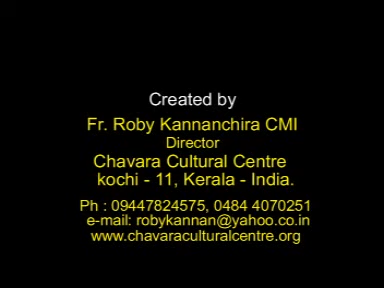 Created by
Fr. Roby Kannanchira CMI
Director
Chavara Cultural Centre
kochi - 11, Kerala - India.
Ph : 09447824575, 0484 4070251
e-mail: robykannan@yahoo.co.in
www.chavaraculturalcentre.org